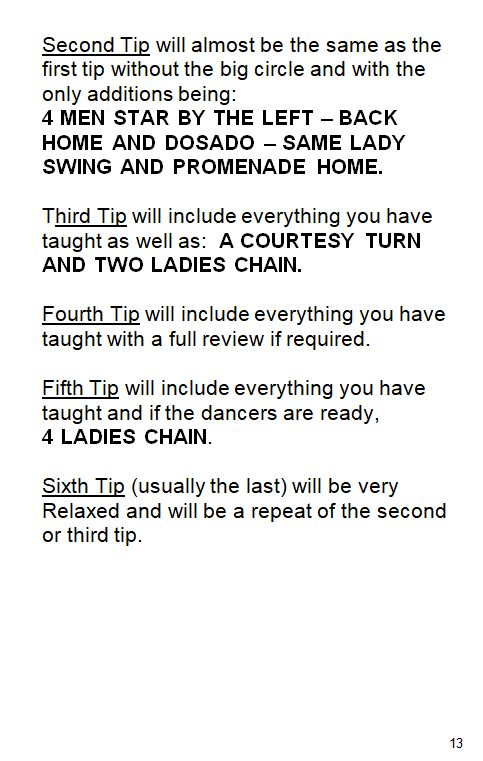 Second Tip will almost be the same as the
first tip without the big circle and with the
only additions being:
4 MEN STAR BY THE LEFT – BACK
HOME AND DOSADO – SAME LADY
SWING AND PROMENADE HOME.
Third Tip will include everything you have
taught as well as: A COURTESY TURN
AND TWO LADIES CHAIN.
Fourth Tip will include everything you have
taught with a full review if required.
Fifth Tip will include everything you have
taught and if the dancers are ready,
4 LADIES CHAIN.
Sixth Tip (usually the last) will be very
Relaxed and will be a repeat of the second
or third tip.
13